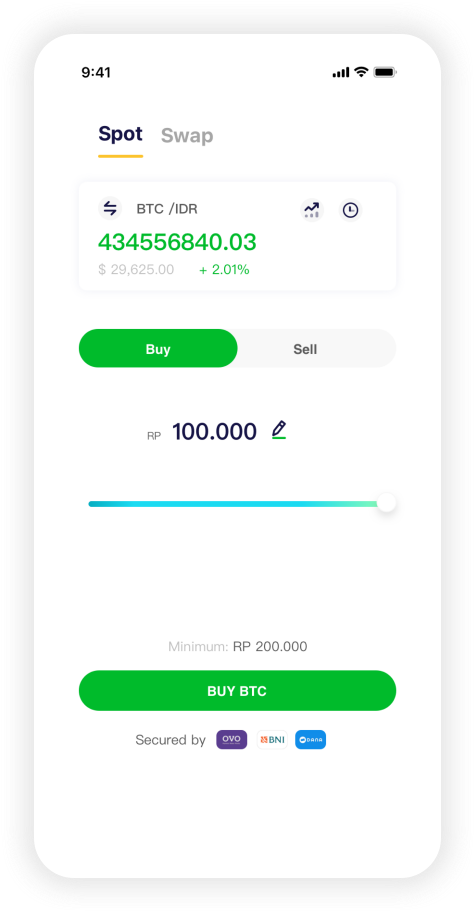 9:41
Spot Swap
BTC /IDR
434556840.03
$ 29,625.00 + 2.01%
Buy Sell
RP 100.000
Minimum: RP 200.000
BUY BTC
Secured by OVO BNI DANA